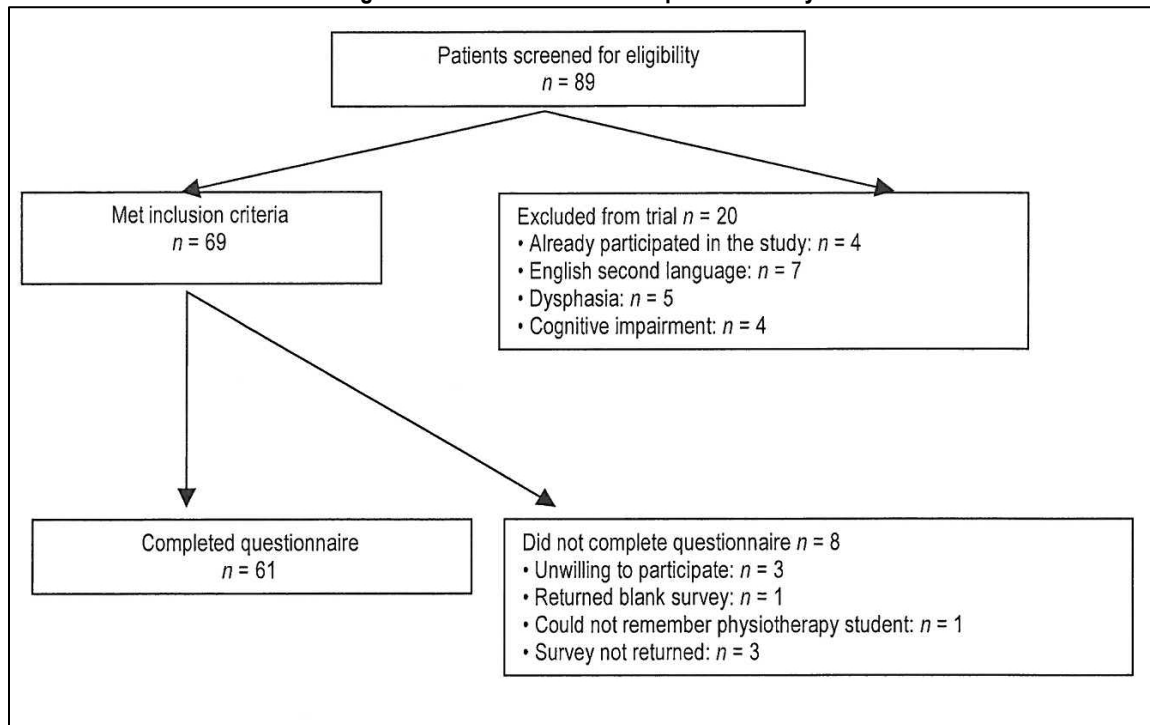 Patients screened for eligibility
n = 89
Met inclusion criteria
n = 69
Excluded from trial n = 20
• Already participated in the study: n = 4
• English second language: n = 7
• Dysphasia: n = 5
• Cognitive impairment: n = 4
Completed questionnaire
n = 61
Did not complete questionnaire n = 8
• Unwilling to participate: n = 3
• Returned blank survey: n = 1
• Could not remember physiotherapy student: n = 1
• Survey not returned: n = 3